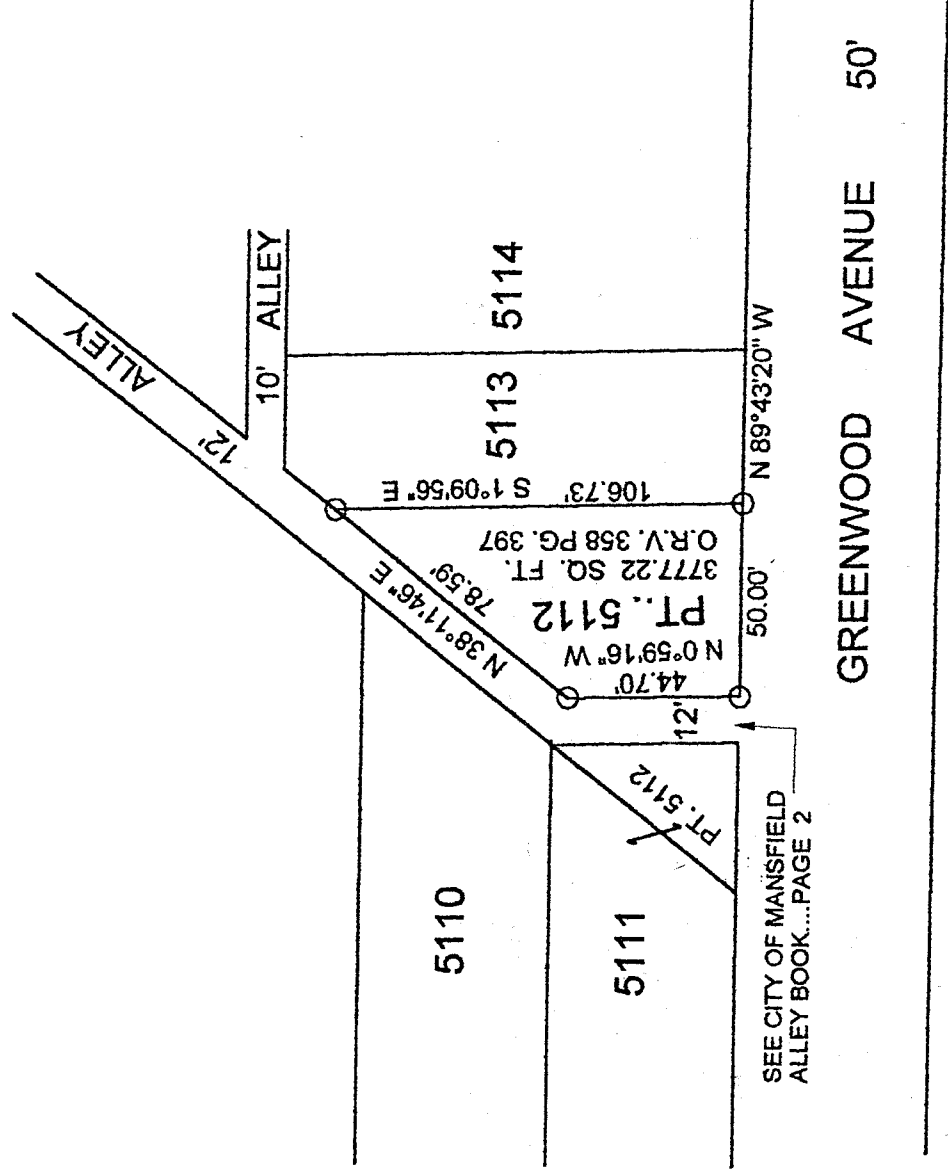 ALLEY
12'
10' ALLEY
5114
5113
S 1°09'56" E
106.73'
N 38°11'46" E
78.59'
O.R.V. 358 PG. 397
3777.22 SQ. FT.
PT.. 5112
N 0°59'16" W
44.70'
50.00'
N 89°43'20" W
12'
PT. 5112
5110
5111
SEE CITY OF MANSFIELD
ALLEY BOOK...PAGE 2
GREENWOOD AVENUE 50'